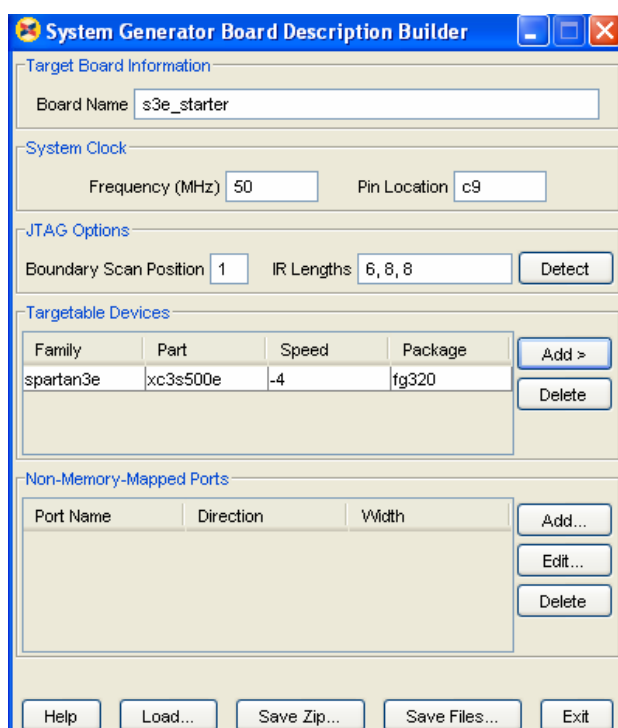 System Generator Board Description Builder
Target Board Information
Board Name s3e_starter
System Clock
Frequency (MHz) 50 Pin Location c9
JTAG Options
Boundary Scan Position 1 IR Lengths 6, 8, 8 Detect
Targetable Devices
Family Part Speed Package Add >
spartan3e xc3s500e -4 fg320
Delete
Non-Memory-Mapped Ports
Port Name Direction Width Add...
Edit...
Delete
Help Load... Save Zip... Save Files... Exit